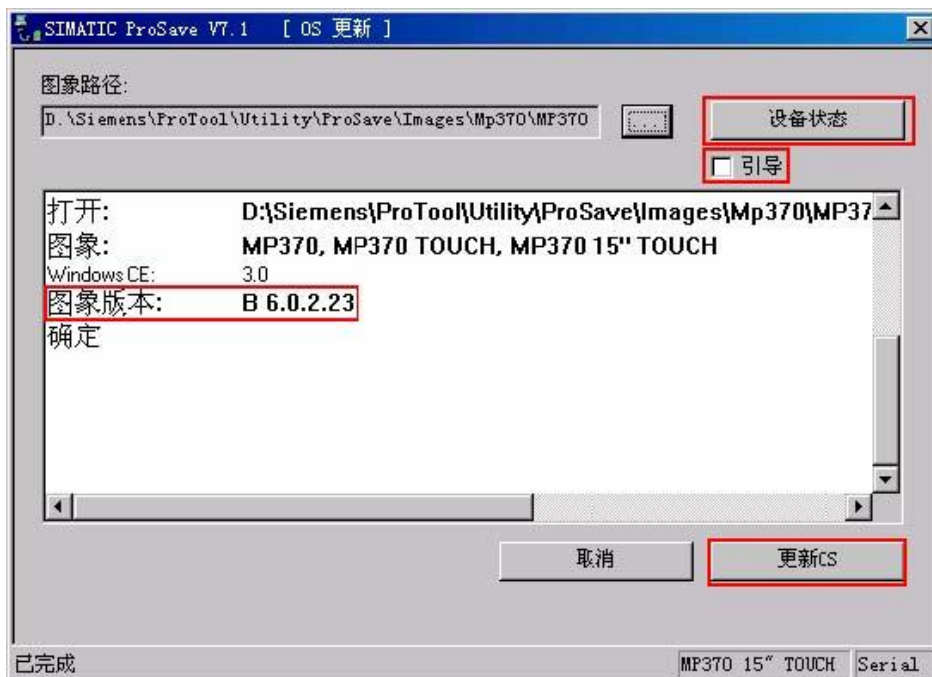 SIMATIC ProSave V7.1 [ OS 更新 ]
图象路径:
D.\Siemens\ProTool\Utility\ProSave\Images\Mp370\MP370
...
设备状态
引导
打开: D:\Siemens\ProTool\Utility\ProSave\Images\Mp370\MP37
图象: MP370, MP370 TOUCH, MP370 15" TOUCH
Windows CE: 3.0
图象版本: B 6.0.2.23
确定
取消
更新CS
已完成
MP370 15" TOUCH
Serial